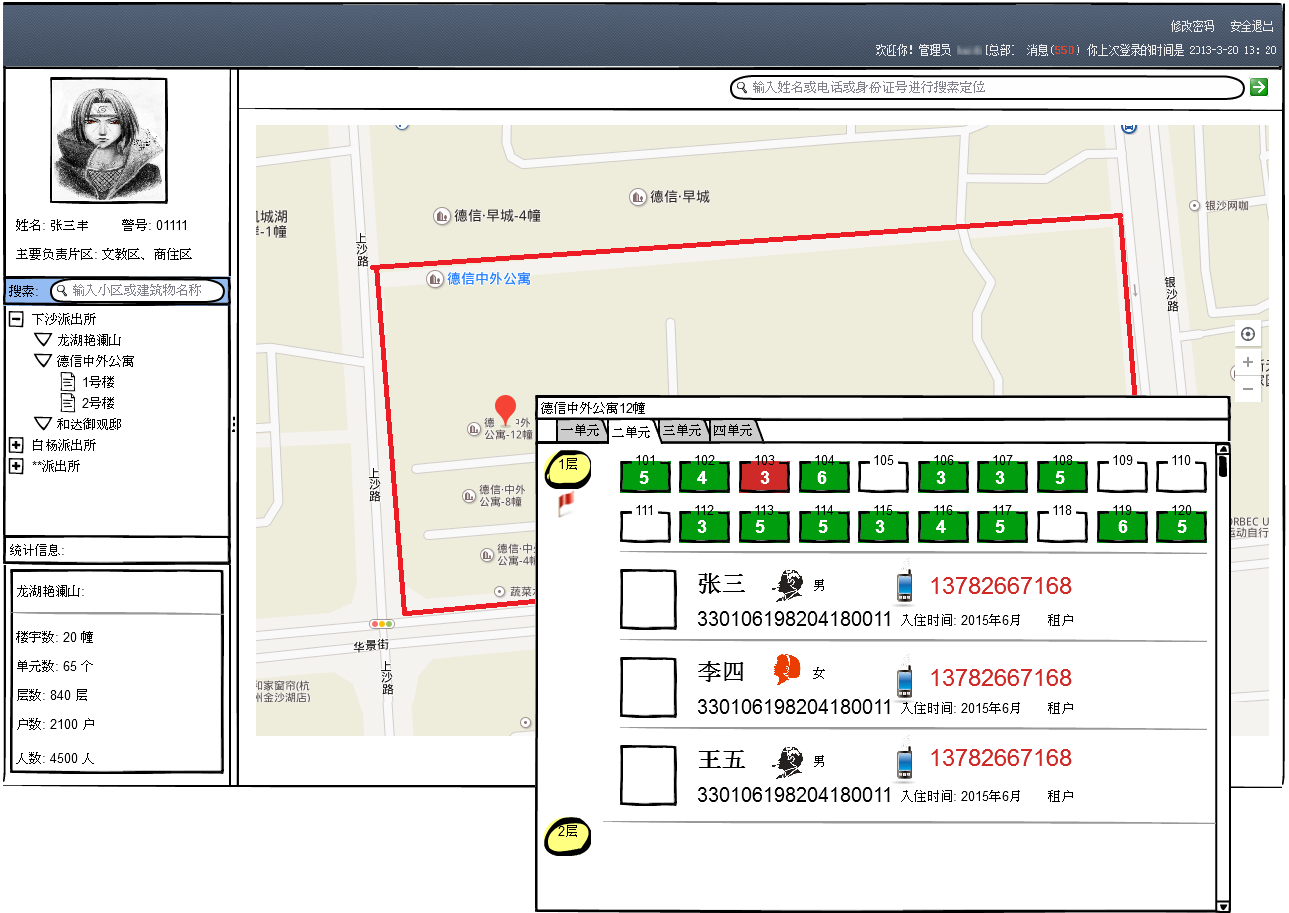 修改密码 安全退出
欢迎你! 管理员 [总部] 消息(550) 你上次登录的时间是 2013-3-20 13:20
输入姓名或电话或身份证号进行搜索定位
姓名: 张三丰 警号: 01111
主要负责片区: 文教区、商住区
搜索: 输入小区或建筑物名称
下沙派出所
龙湖艳澜山
德信中外公寓
1号楼
2号楼
和达御观邸
白杨派出所
**派出所
统计信息:
龙湖艳澜山:
楼宇数: 20 幢
单元数: 65 个
层数: 840 层
户数: 2100 户
人数: 4500 人
德信·早城
德信·早城-4幢
城湖
-1幢
银沙网咖
上沙路
德信中外公寓
银沙路
德 外
公寓-12幢
上沙路
德信·中外
公寓-8幢
德信·中
公寓-4
蔬菜
华景街
上沙路
和家窗帘(杭
州金沙湖店)
ORBEC U
运动自行
德信中外公寓12幢
一单元 二单元 三单元 四单元
1层
101 102 103 104 105 106 107 108 109 110
5 4 3 6 3 3 5
111 112 113 114 115 116 117 118 119 120
3 5 5 3 4 5 6 5
张三 男 13782667168
330106198204180011 入住时间: 2015年6月 租户
李四 女 13782667168
330106198204180011 入住时间: 2015年6月 租户
王五 男 13782667168
330106198204180011 入住时间: 2015年6月 租户
2层